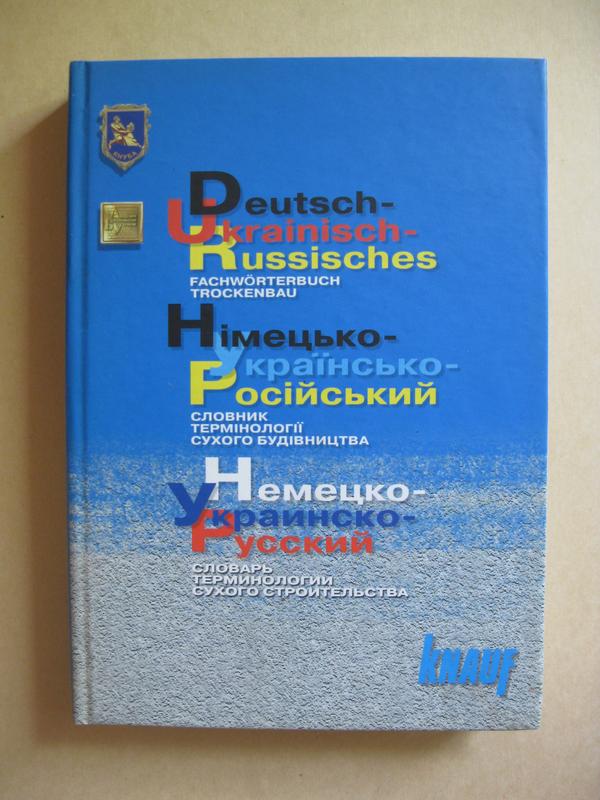 КНУБА
Deutsch-
Ukrainisch-
Russisches
FACHWÖRTERBUCH
TROCKENBAU
Німецько-
українсько-
Російський
СЛОВНИК
ТЕРМІНОЛОГІЇ
СУХОГО БУДІВНИЦТВА
Немецко-
Украинско-
Русский
СЛОВАРЬ
ТЕРМИНОЛОГИИ
СУХОГО СТРОИТЕЛЬСТВА
KNAUF